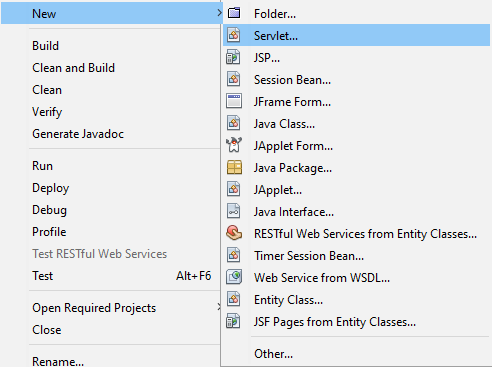 New
Build
Clean and Build
Clean
Verify
Generate Javadoc
Run
Deploy
Debug
Profile
Test RESTful Web Services
Test Alt+F6
Open Required Projects
Close
Rename...
Folder...
Servlet...
JSP...
Session Bean...
JFrame Form...
Java Class...
JApplet Form...
Java Package...
JApplet...
Java Interface...
RESTful Web Services from Entity Classes...
Timer Session Bean...
Web Service from WSDL...
Entity Class...
JSF Pages from Entity Classes...
Other...